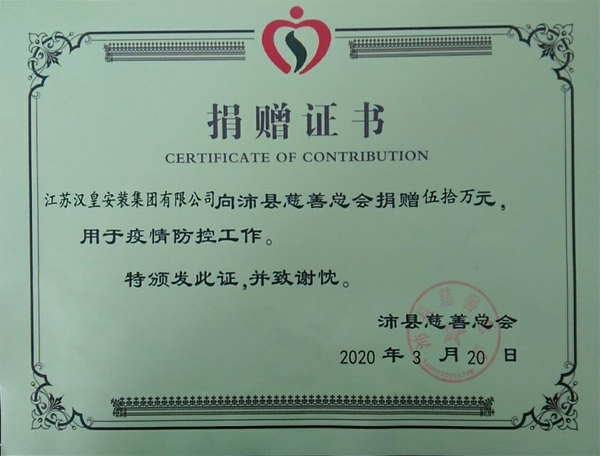 捐赠证书
CERTIFICATE OF CONTRIBUTION
江苏汉皇安装集团有限公司向沛县慈善总会捐赠伍拾万元,
用于疫情防控工作。
特颁发此证,并致谢忱。
沛县慈善总会
2020 年 3 月 20 日